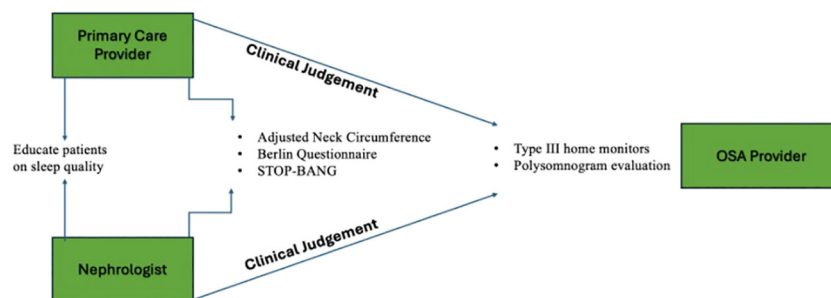 Primary Care
Provider
Clinical Judgement
Educate patients
on sleep quality
• Adjusted Neck Circumference
• Berlin Questionnaire
• STOP-BANG
• Type III home monitors
• Polysomnogram evaluation
OSA Provider
Clinical Judgement
Nephrologist